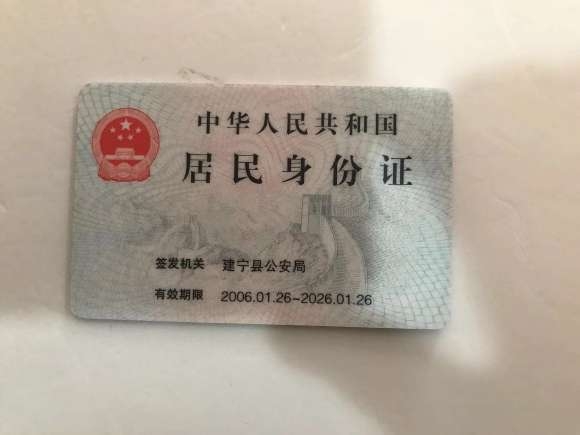 中华人民共和国
居民身份证
签发机关 建宁县公安局
有效期限 2006.01.26~2026.01.26